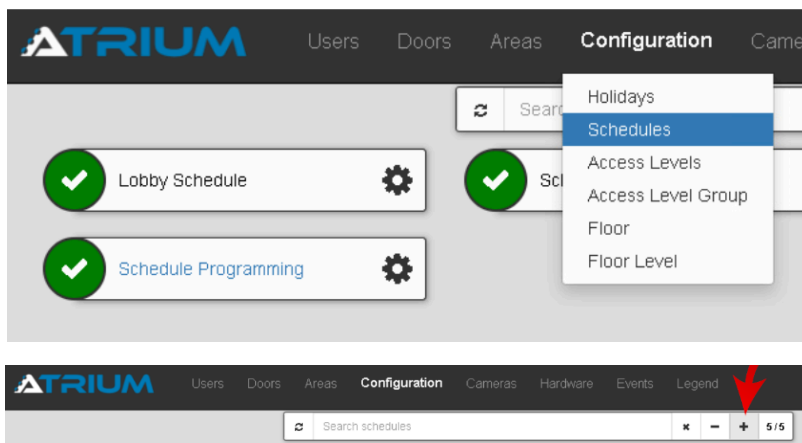 ATRIUM Users Doors Areas Configuration Came
Sear
Holidays
Schedules
Access Levels
Access Level Group
Floor
Floor Level
Lobby Schedule
Sc
Schedule Programming
ATRIUM Users Doors Areas Configuration Cameras Hardware Events Legend
Search schedules 5/5